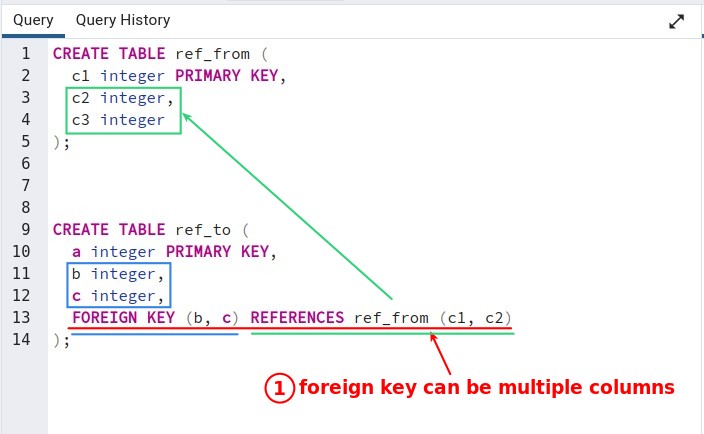 Query Query History
1 CREATE TABLE ref_from (
2 c1 integer PRIMARY KEY,
3 c2 integer,
4 c3 integer
5 );
6
7
8
9 CREATE TABLE ref_to (
10 a integer PRIMARY KEY,
11 b integer,
12 c integer,
13 FOREIGN KEY (b, c) REFERENCES ref_from (c1, c2)
14 );
1 foreign key can be multiple columns